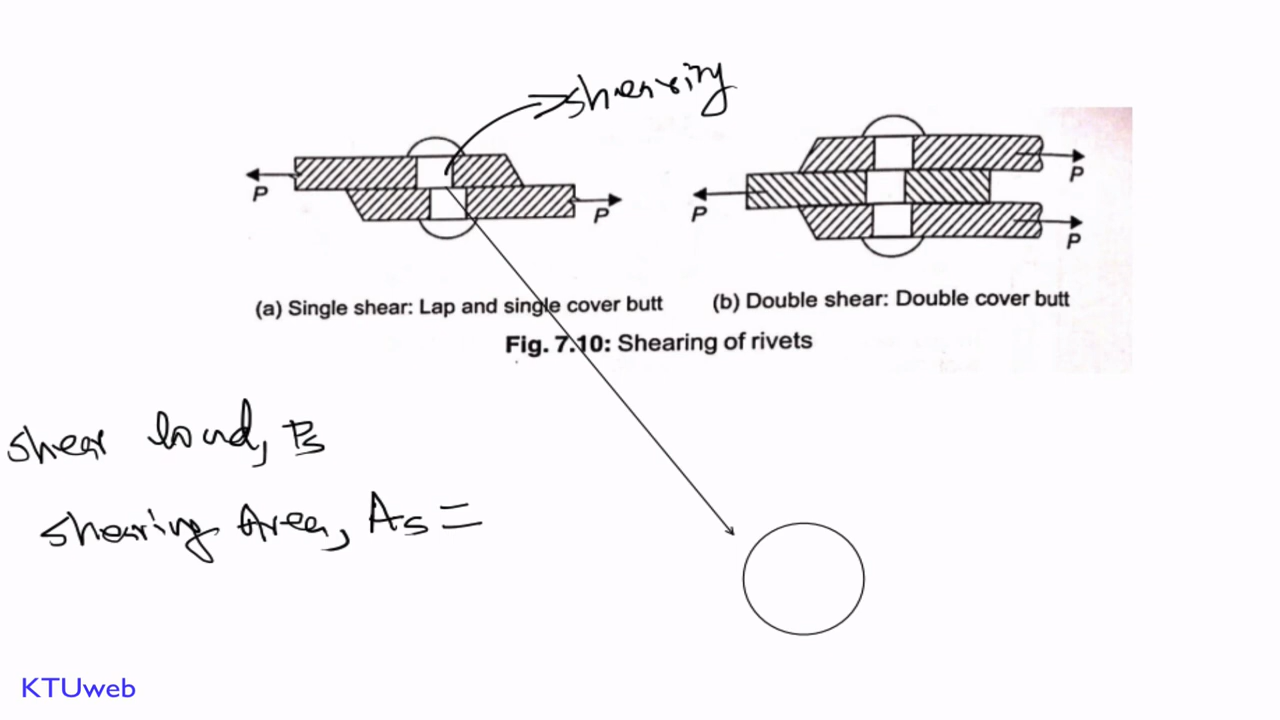 shearing
P
P
P
P
P
(a) Single shear: Lap and single cover butt
(b) Double shear: Double cover butt
Fig. 7.10: Shearing of rivets
shear load, Ps
shearing Area, As =
KTUweb